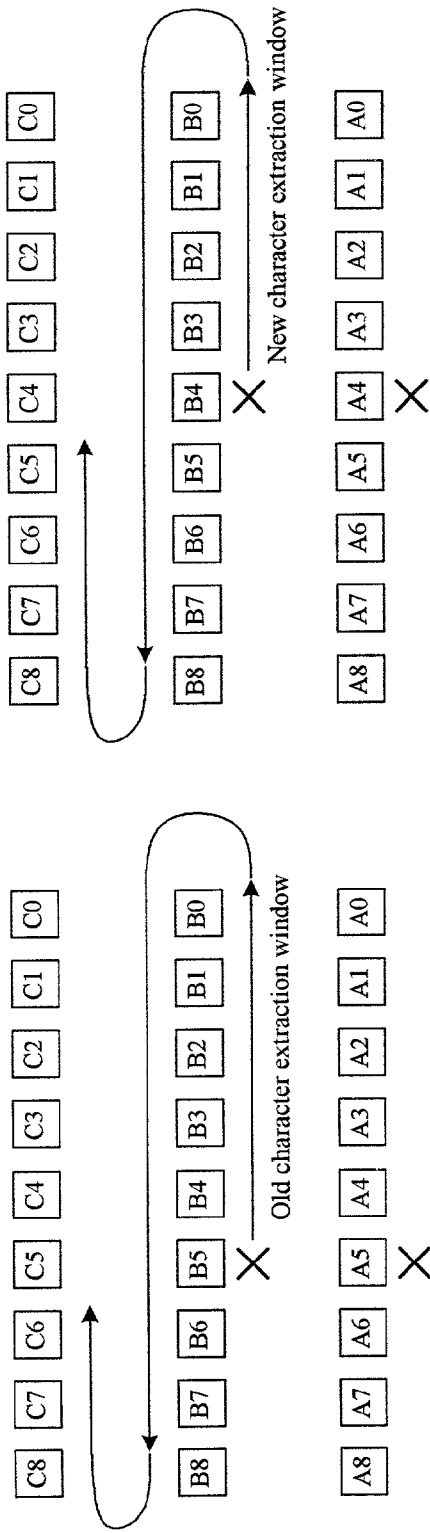 C8 C7 C6 C5 C4 C3 C2 C1 C0
B8 B7 B6 B5 B4 B3 B2 B1 B0
Old character extraction window
A8 A7 A6 A5 A4 A3 A2 A1 A0
C8 C7 C6 C5 C4 C3 C2 C1 C0
B8 B7 B6 B5 B4 B3 B2 B1 B0
New character extraction window
A8 A7 A6 A5 A4 A3 A2 A1 A0